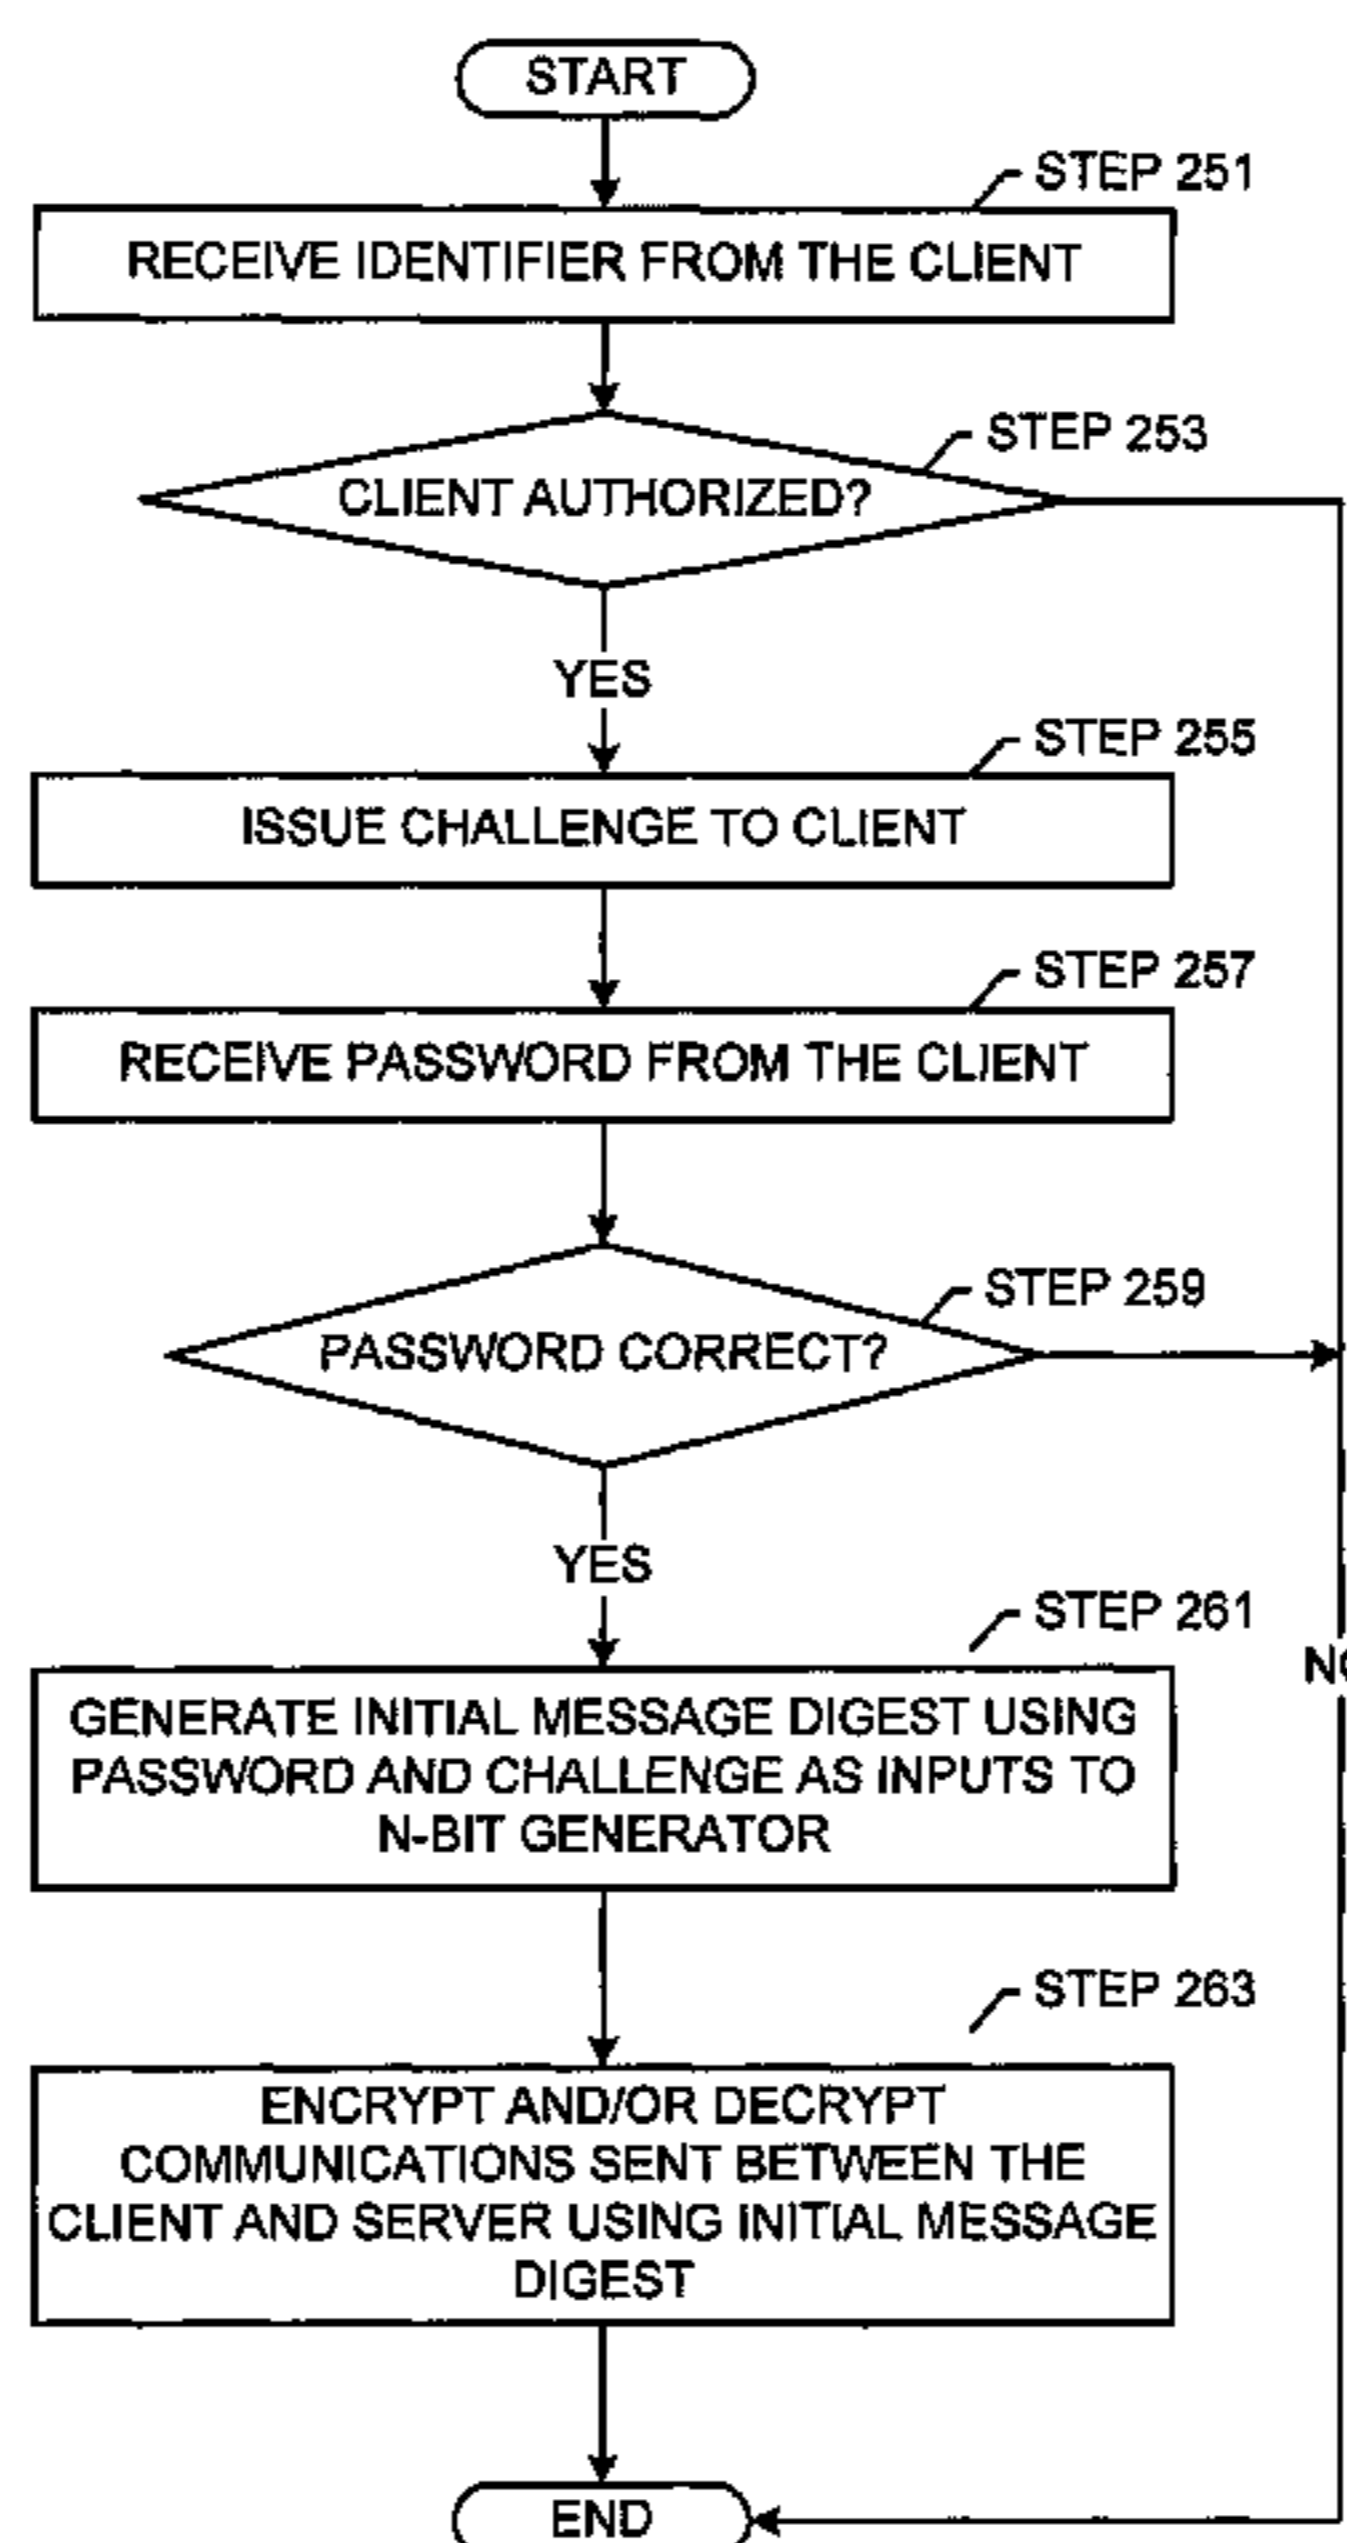 START
STEP 251
RECEIVE IDENTIFIER FROM THE CLIENT
STEP 253
CLIENT AUTHORIZED?
YES
STEP 255
ISSUE CHALLENGE TO CLIENT
STEP 257
RECEIVE PASSWORD FROM THE CLIENT
STEP 259
PASSWORD CORRECT?
YES
STEP 261
GENERATE INITIAL MESSAGE DIGEST USING
PASSWORD AND CHALLENGE AS INPUTS TO
N-BIT GENERATOR
STEP 263
ENCRYPT AND/OR DECRYPT
COMMUNICATIONS SENT BETWEEN THE
CLIENT AND SERVER USING INITIAL MESSAGE
DIGEST
END